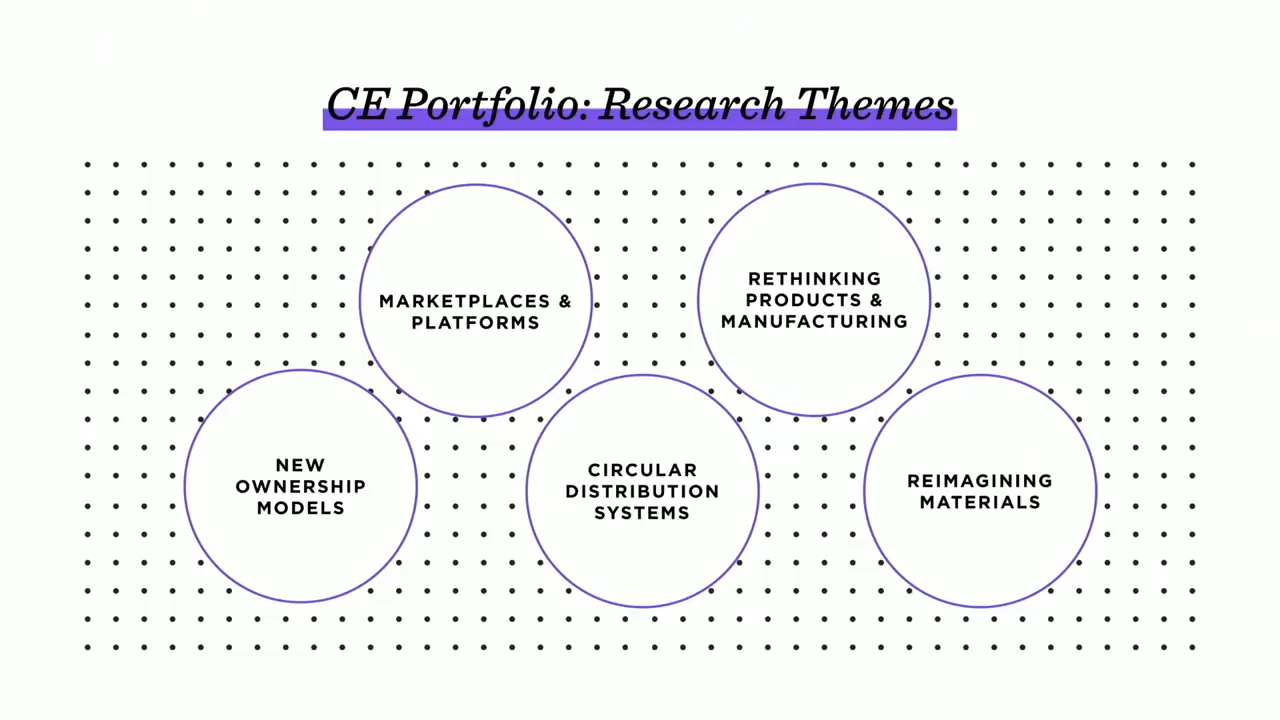 CE Portfolio: Research Themes
MARKETPLACES &
PLATFORMS
RETHINKING
PRODUCTS &
MANUFACTURING
NEW
OWNERSHIP
MODELS
CIRCULAR
DISTRIBUTION
SYSTEMS
REIMAGINING
MATERIALS